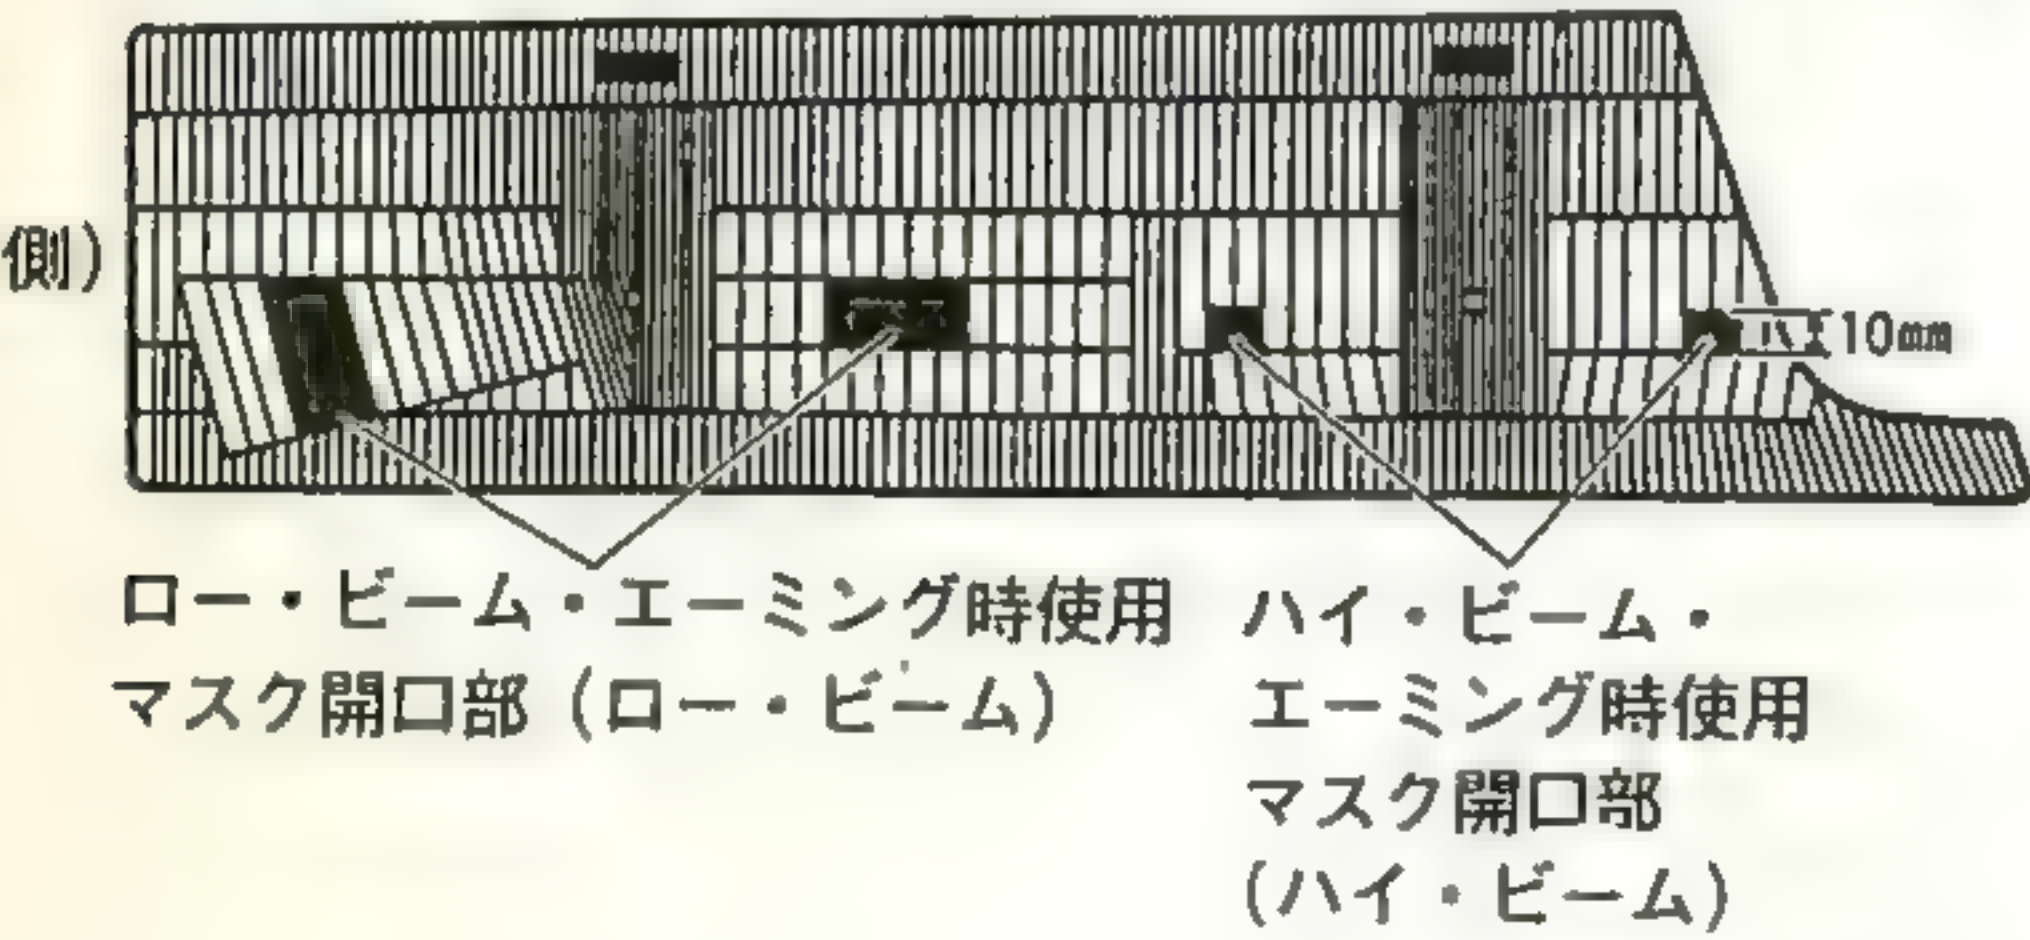 側)
10mm
ロー・ビーム・エーミング時使用
マスク開口部（ロー・ビーム）
ハイ・ビーム・
エーミング時使用
マスク開口部
（ハイ・ビーム）